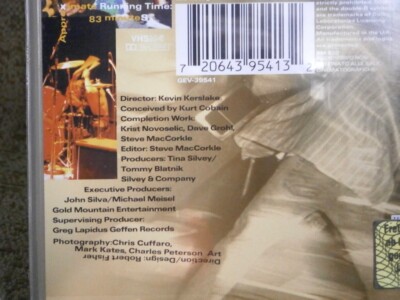 Running Time:
83 minutes
7 20643 95413 2
GEV-39541
Director: Kevin Kerslake
Conceived by Kurt Cobain
Completion Work:
Krist Novoselic, Dave Grohl,
Steve MacCorkle
Editor: Steve MacCorkle
Producers: Tina Silvey/
Tommy Blatnik
Silvey & Company
Executive Producers:
John Silva/Michael Meisel
Gold Mountain Entertainment
Supervising Producer:
Greg Lapidus Geffen Records
Photography:Chris Cuffaro,
Mark Kates, Charles Peterson Art
Direction/Design: Robert Fisher